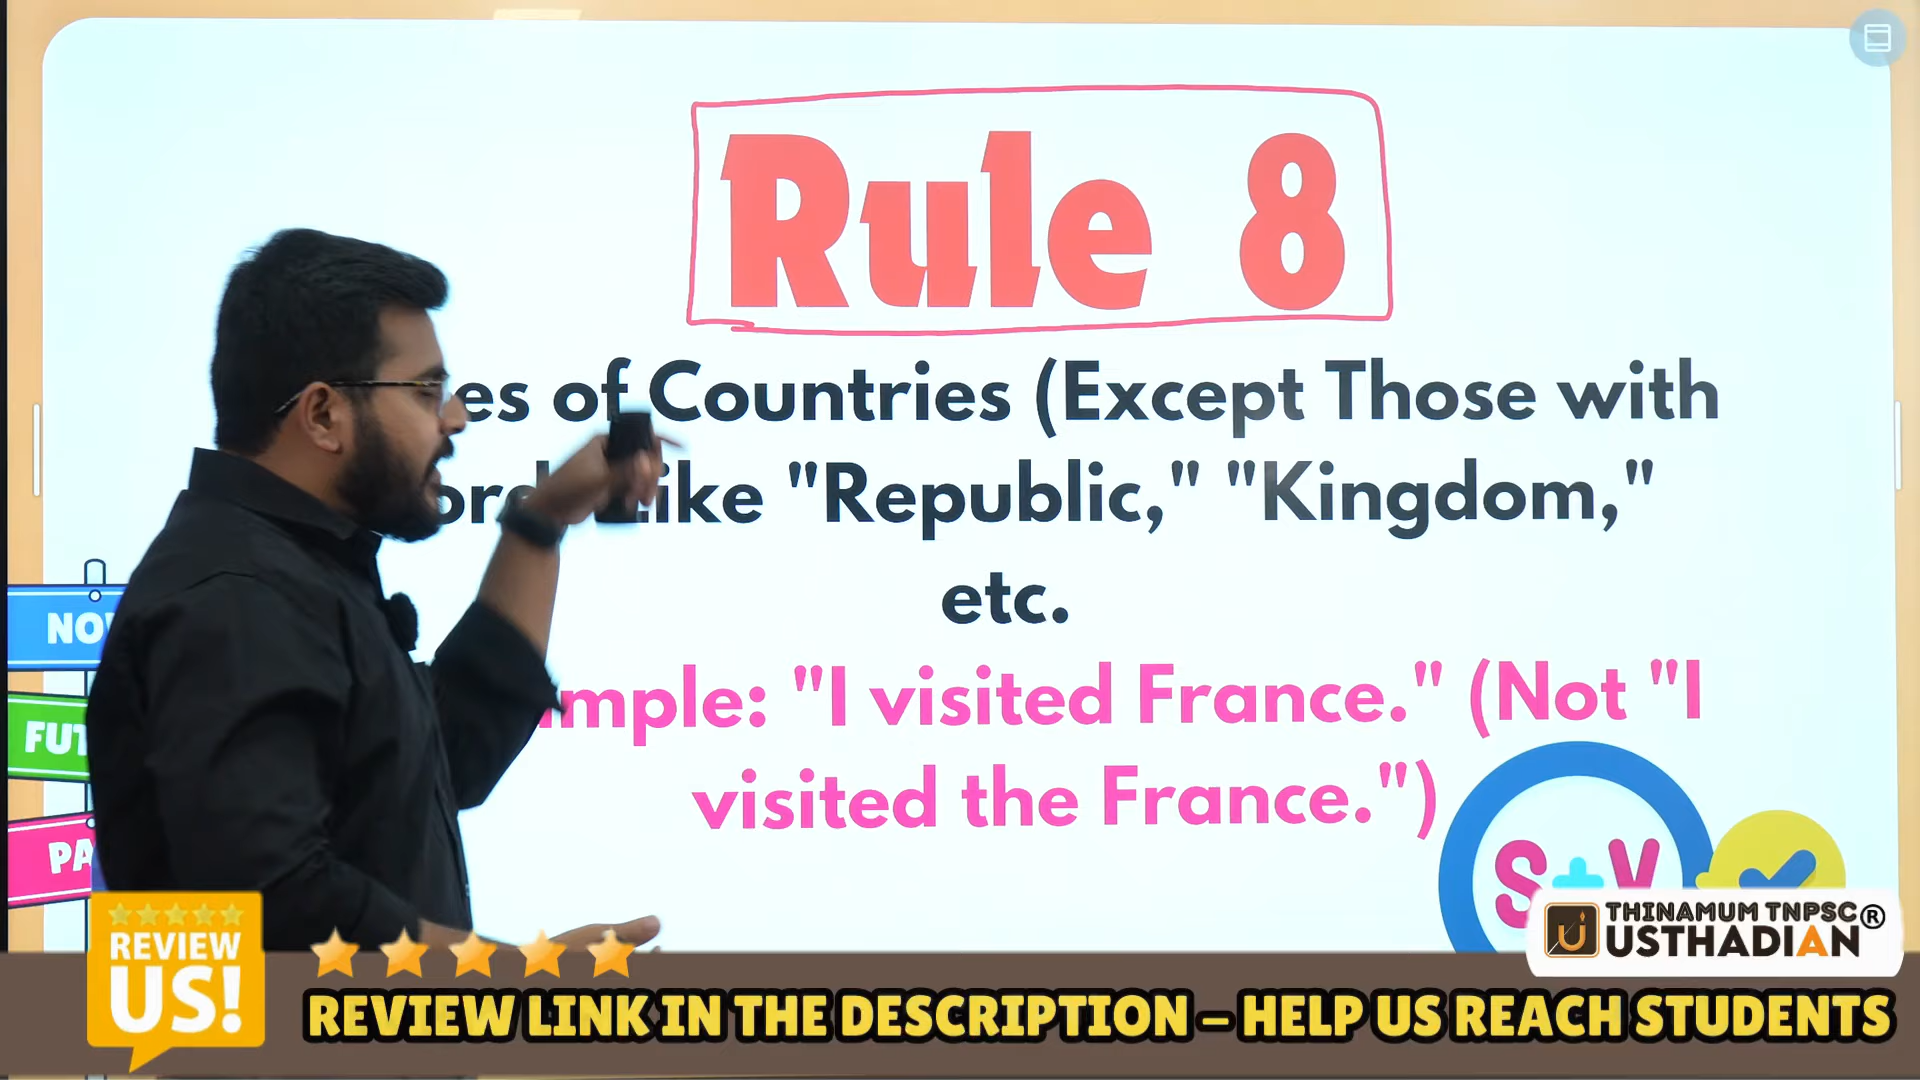 Rule 8
es of Countries (Except Those with
ike "Republic," "Kingdom,"
etc.
mple: "I visited France." (Not "I
visited the France.")
NO
FUT
PA
S+V
REVIEW
US!
THINAMUM TNPSC®
USTHADIAN
REVIEW LINK IN THE DESCRIPTION – HELP US REACH STUDENTS